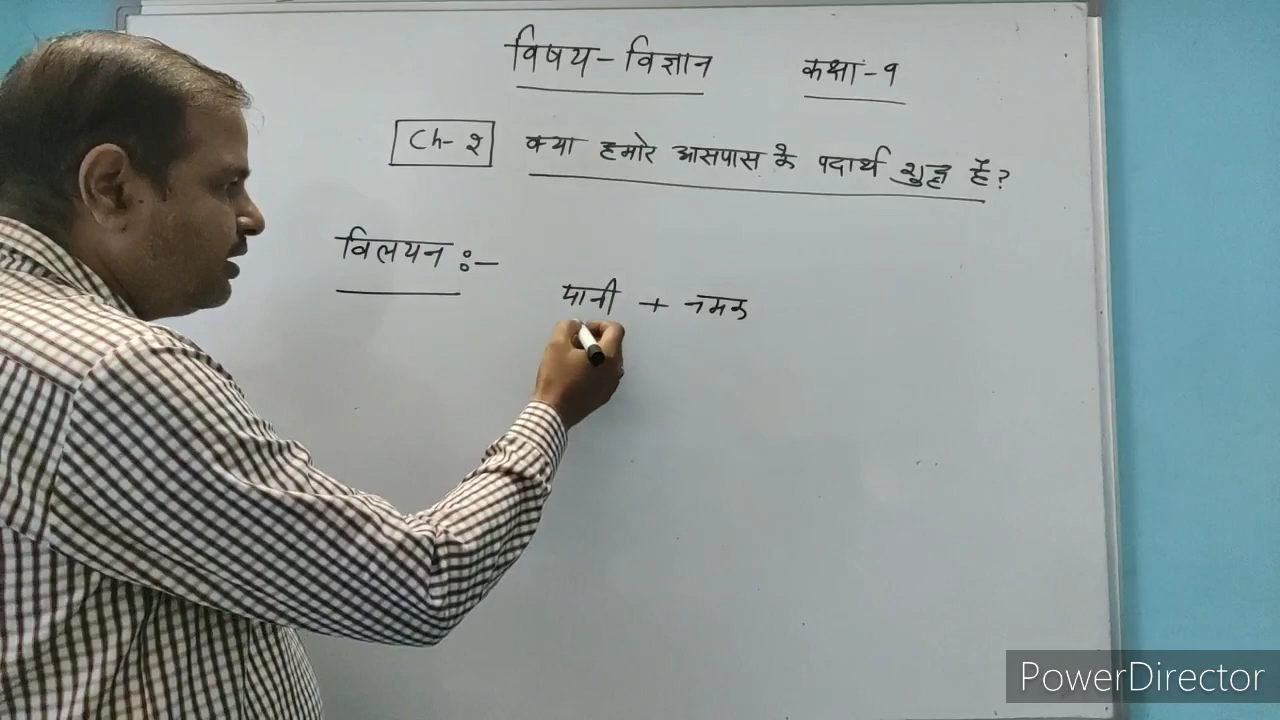 विषय - विज्ञान कक्षा - ९
Ch- २ क्या हमारे आसपास के पदार्थ शुद्ध हैं?
विलयन :-
पानी + नमक
PowerDirector